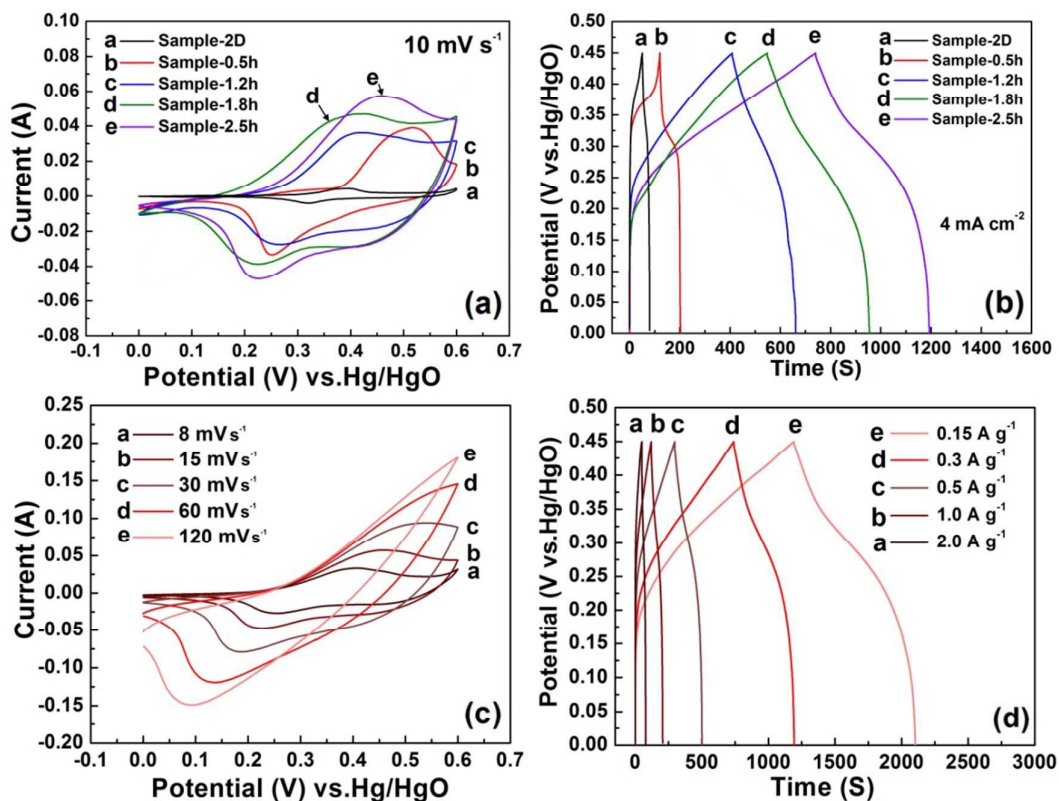 a Sample-2D
b Sample-0.5h
c Sample-1.2h
d Sample-1.8h
e Sample-2.5h
10 mV s-1
e
d
c
b
a
(a)
0.10
0.08
0.06
0.04
0.02
0.00
-0.02
-0.04
-0.06
0.08
Current (A)
-0.1 0.0 0.1 0.2 0.3 0.4 0.5 0.6 0.7
Potential (V) vs.Hg/HgO
a b c d e
a Sample-2D
b Sample-0.5h
c Sample-1.2h
d Sample-1.8h
e Sample-2.5h
4 mA cm-2
(b)
0.50
0.45
0.40
0.35
0.30
0.25
0.20
0.15
0.10
0.05
0.00
Potential (V vs.Hg/HgO)
0 200 400 600 800 1000 1200 1400 1600
Time (S)
a 8 mVs-1
b 15 mVs-1
c 30 mVs-1
d 60 mVs-1
e 120 mVs-1
e
d
c
b
a
(c)
0.25
0.20
0.15
0.10
0.05
0.00
-0.05
-0.10
-0.15
0.20
Current (A)
-0.1 0.0 0.1 0.2 0.3 0.4 0.5 0.6 0.7
Potential (V) vs.Hg/HgO
a b c d e
e 0.15 A g-1
d 0.3 A g-1
c 0.5 A g-1
b 1.0 A g-1
a 2.0 A g-1
(d)
0.50
0.45
0.40
0.35
0.30
0.25
0.20
0.15
0.10
0.05
0.00
Potential (V vs.Hg/HgO)
0 500 1000 1500 2000 2500 3000
Time (S)